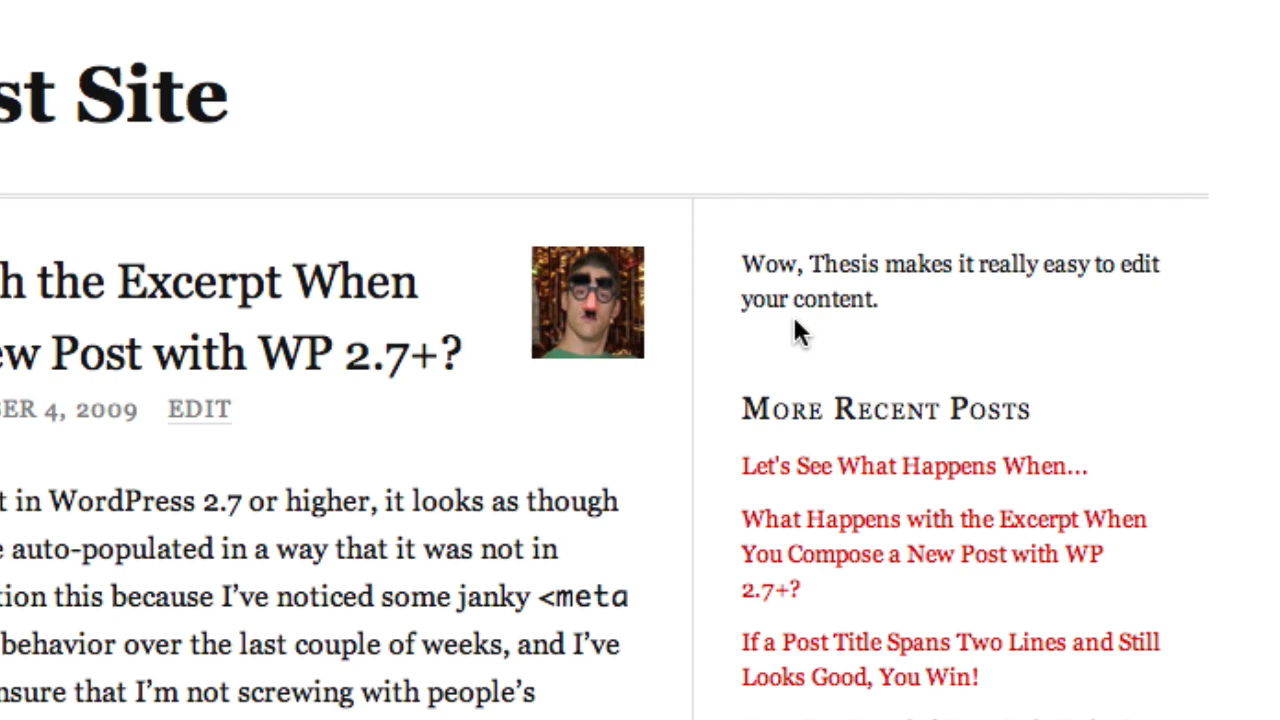 st Site
h the Excerpt When
ew Post with WP 2.7+?
BER 4, 2009 EDIT
t in WordPress 2.7 or higher, it looks as though
e auto-populated in a way that it was not in
tion this because I’ve noticed some janky <meta
behavior over the last couple of weeks, and I’ve
nsure that I’m not screwing with people’s
Wow, Thesis makes it really easy to edit
your content.
More Recent Posts
Let's See What Happens When…
What Happens with the Excerpt When
You Compose a New Post with WP
2.7+?
If a Post Title Spans Two Lines and Still
Looks Good, You Win!